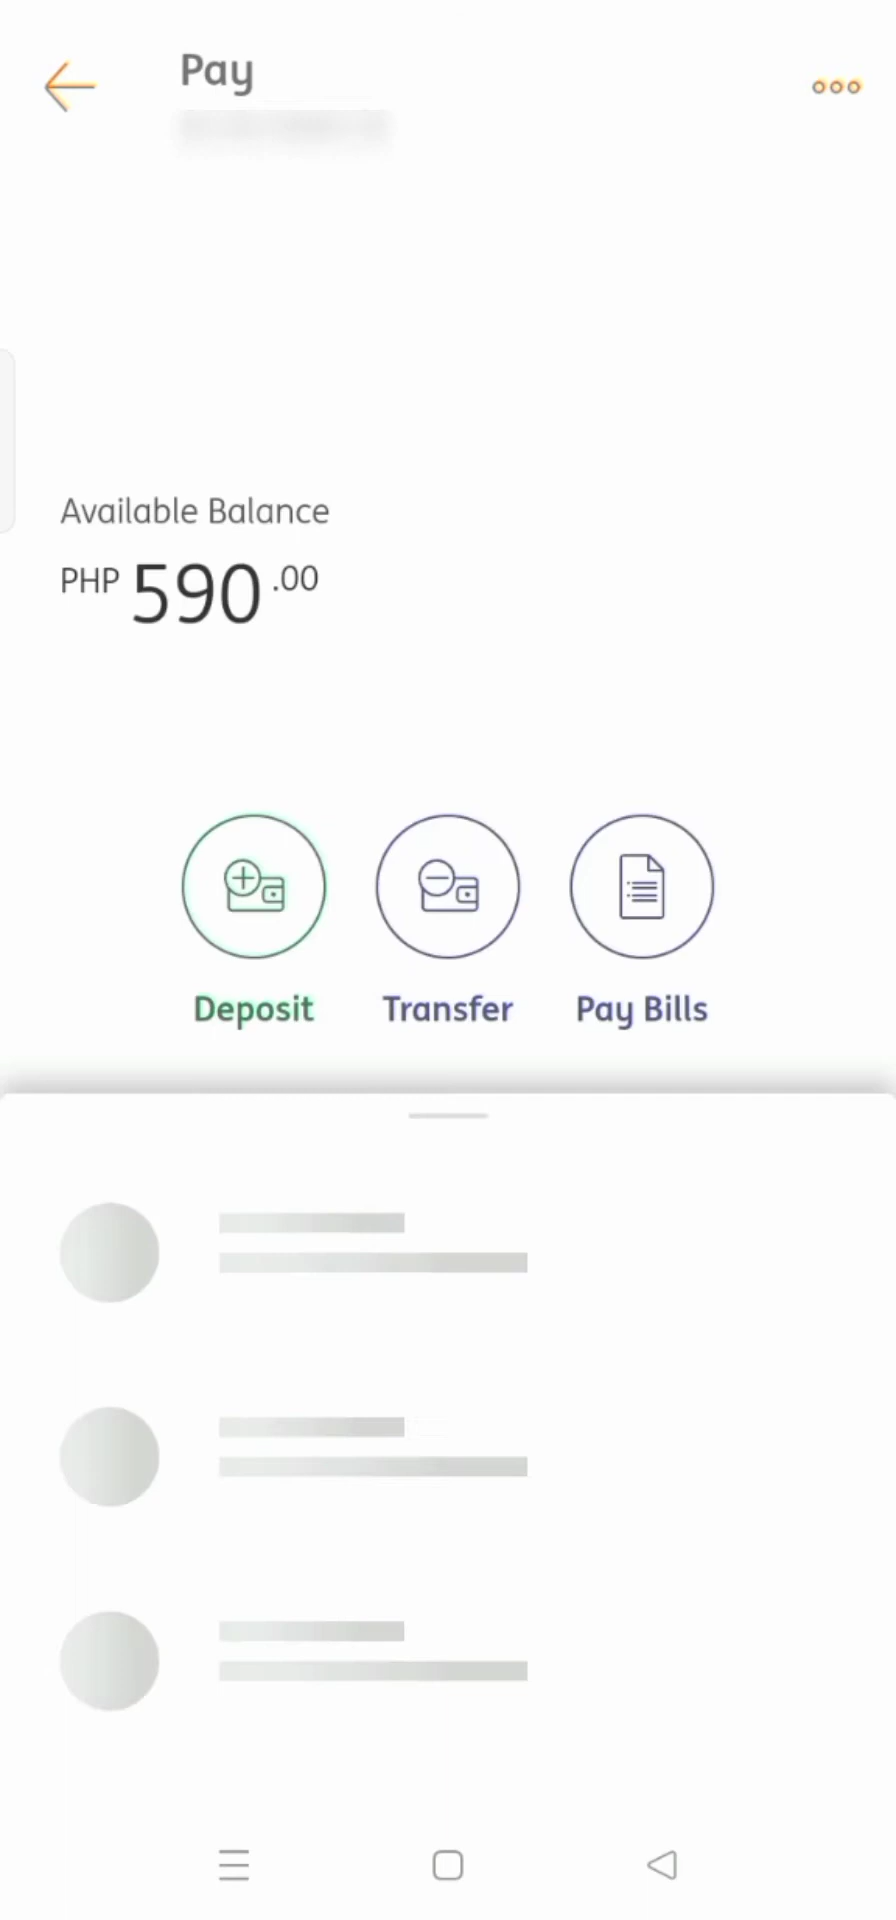 Pay
Available Balance
PHP 590.00
Deposit
Transfer
Pay Bills